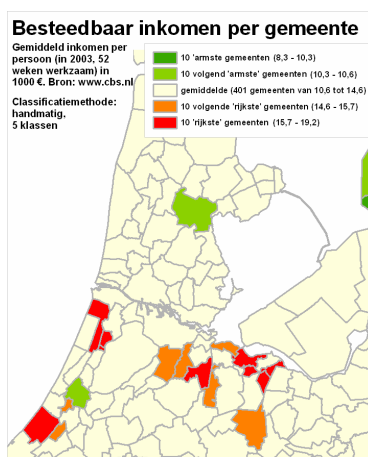 Besteedbaar inkomen per gemeente
Gemiddeld inkomen per
persoon (in 2003, 52
weken werkzaam) in
1000 €. Bron: www.cbs.nl
Classificatiemethode:
handmatig,
5 klassen
10 'armste gemeenten (8,3 - 10,3)
10 volgend 'armste' gemeenten (10,3 - 10,6)
gemiddelde (401 gemeenten van 10,6 tot 14,6)
10 volgende 'rijkste' gemeenten (14,6 - 15,7)
10 'rijkste' gemeenten (15,7 - 19,2)